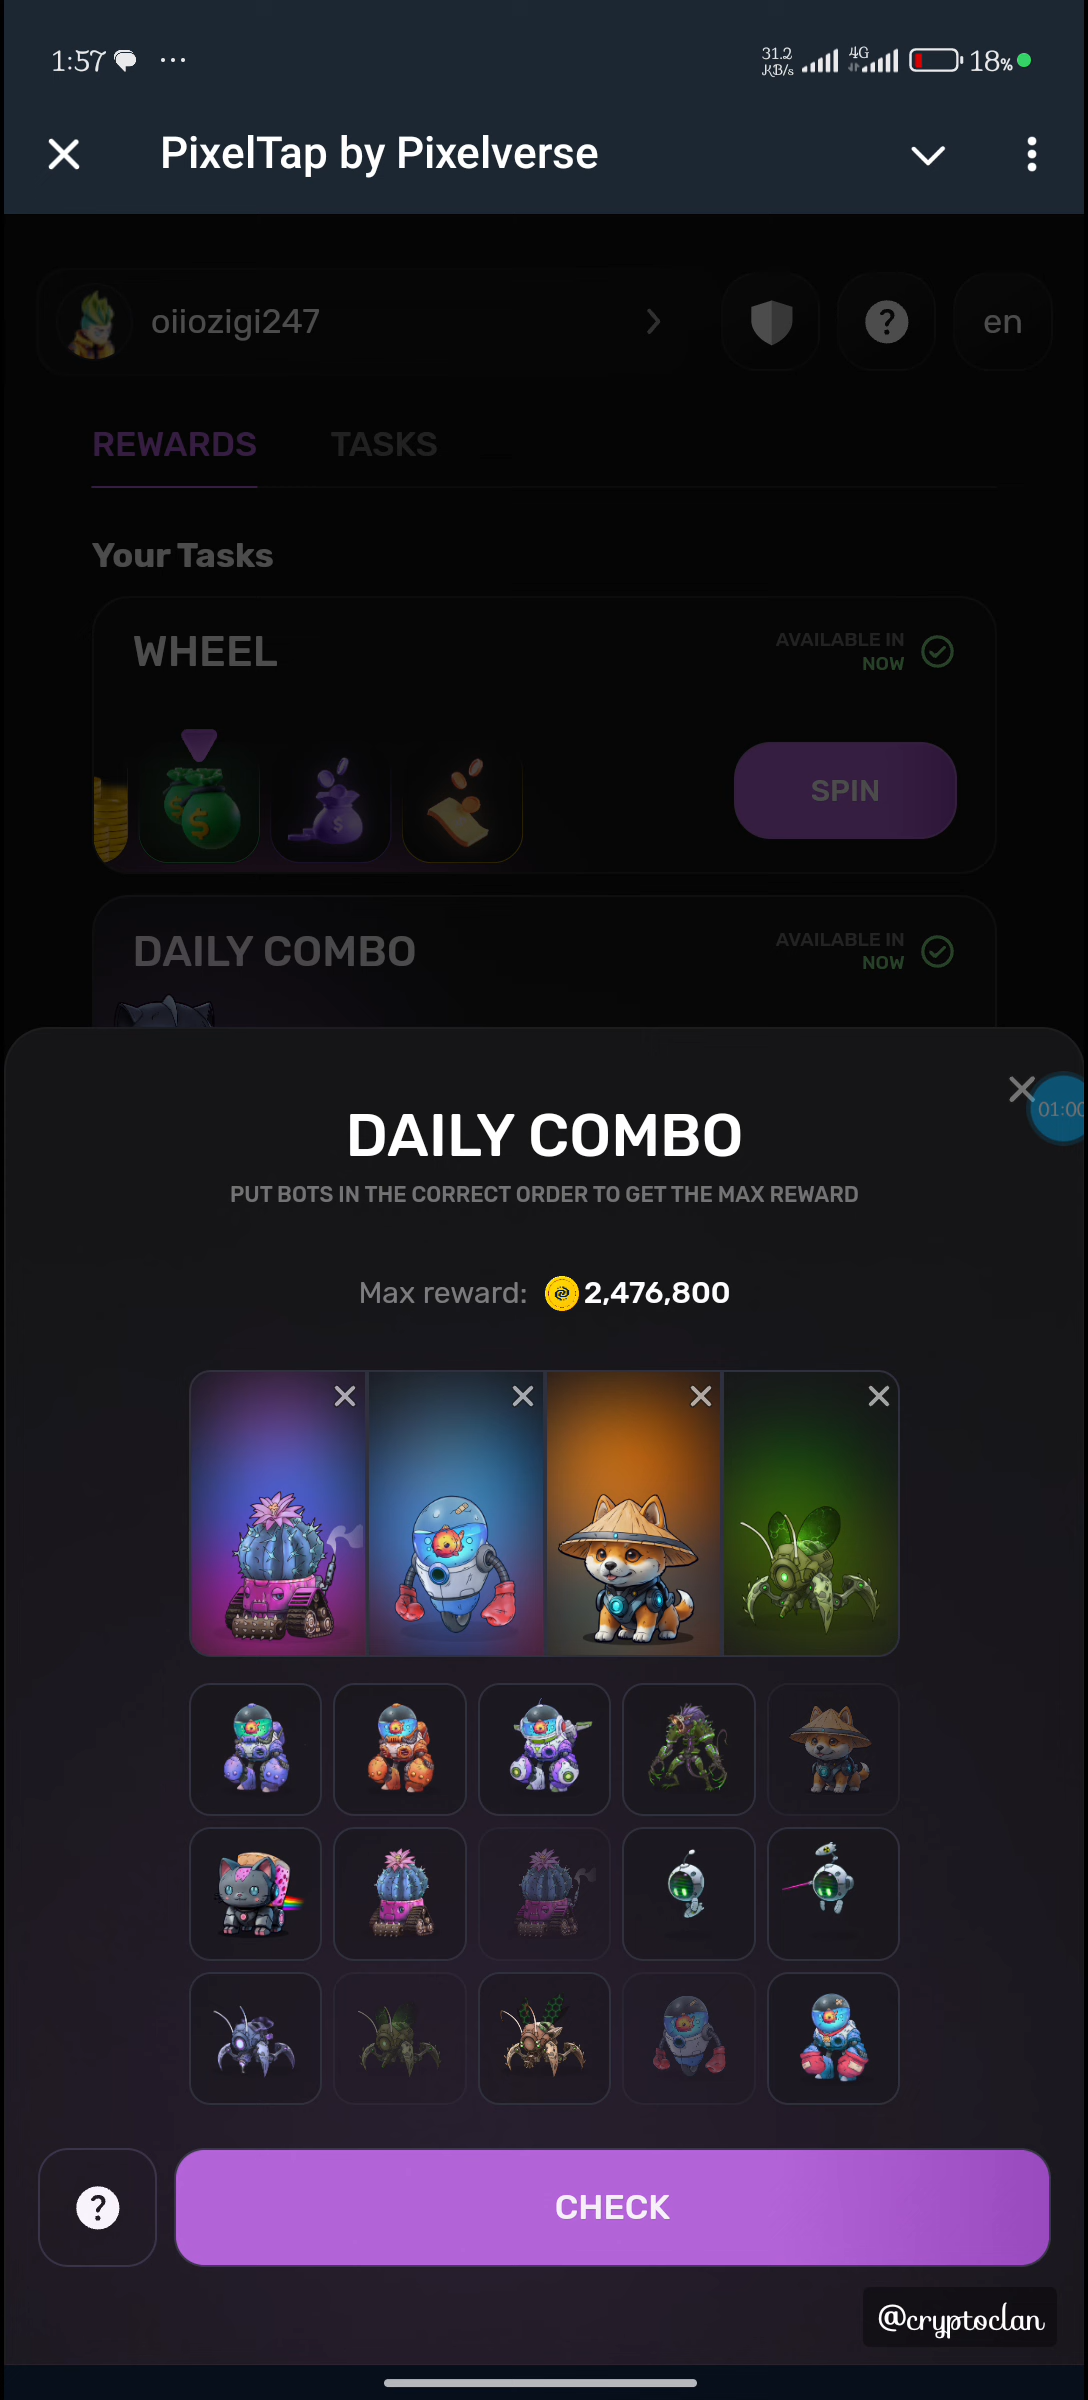 1:57 ... 31.2 KB/s 4G 18%
PixelTap by Pixelverse
oiiozigi247 ? en
REWARDS TASKS
Your Tasks
WHEEL
AVAILABLE IN
NOW
SPIN
DAILY COMBO
AVAILABLE IN
NOW
01:00
DAILY COMBO
PUT BOTS IN THE CORRECT ORDER TO GET THE MAX REWARD
Max reward: 2,476,800
? CHECK
@cryptoclan